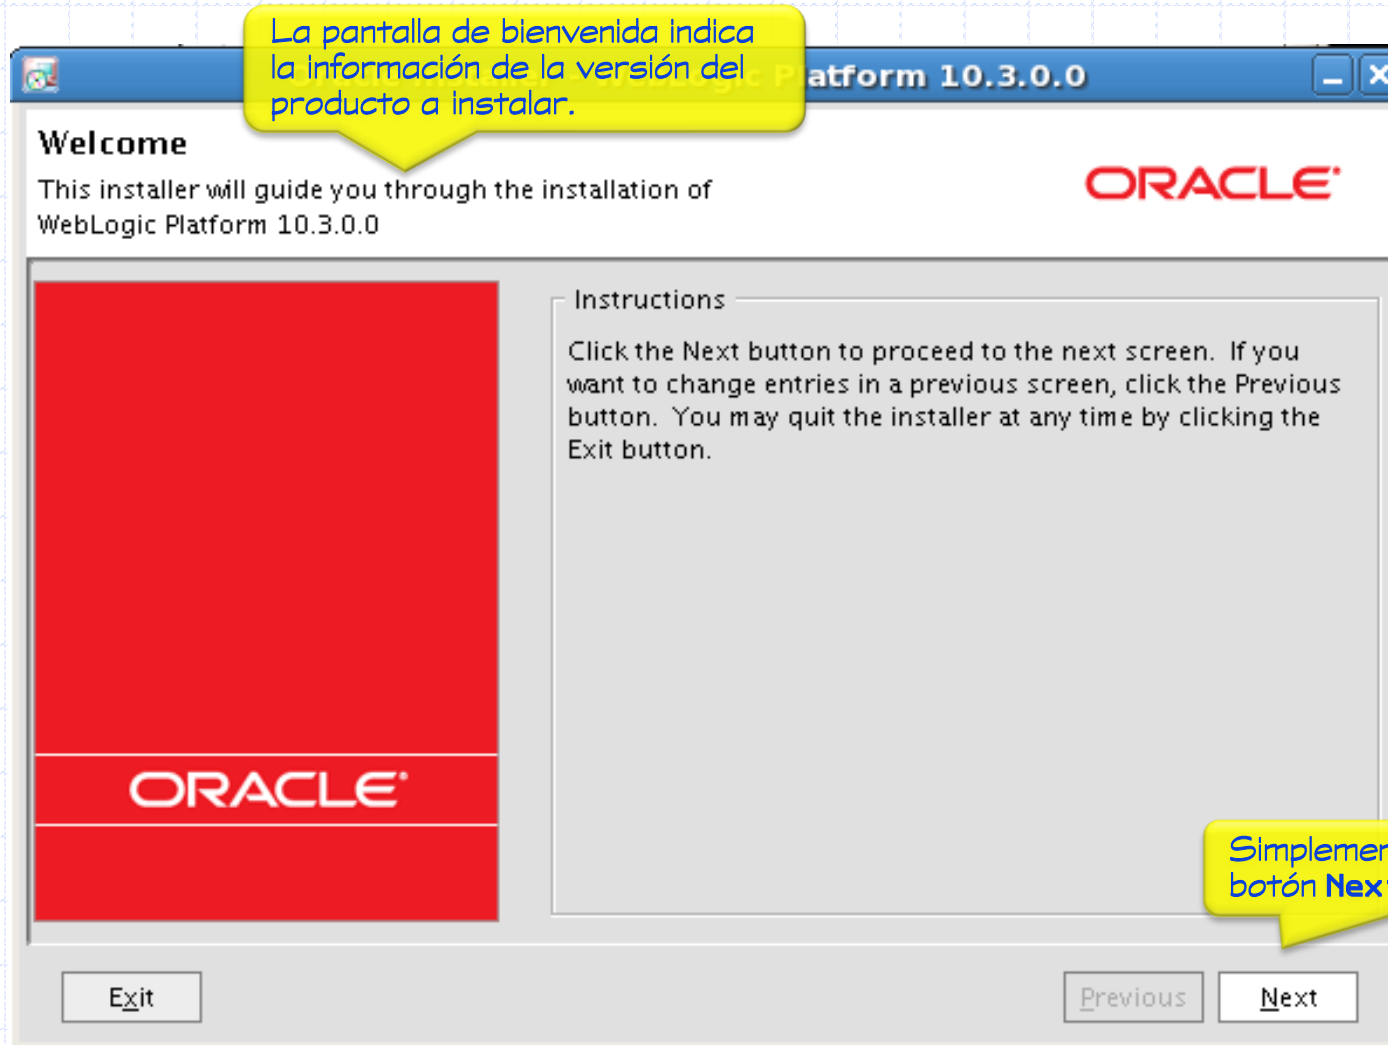 La pantalla de bienvenida indica
la información de la versión del
producto a instalar.
atform 10.3.0.0
Welcome
This installer will guide you through the installation of
WebLogic Platform 10.3.0.0
ORACLE
Instructions
Click the Next button to proceed to the next screen. If you
want to change entries in a previous screen, click the Previous
button. You may quit the installer at any time by clicking the
Exit button.
ORACLE
botón Next
Exit
Previous
Next